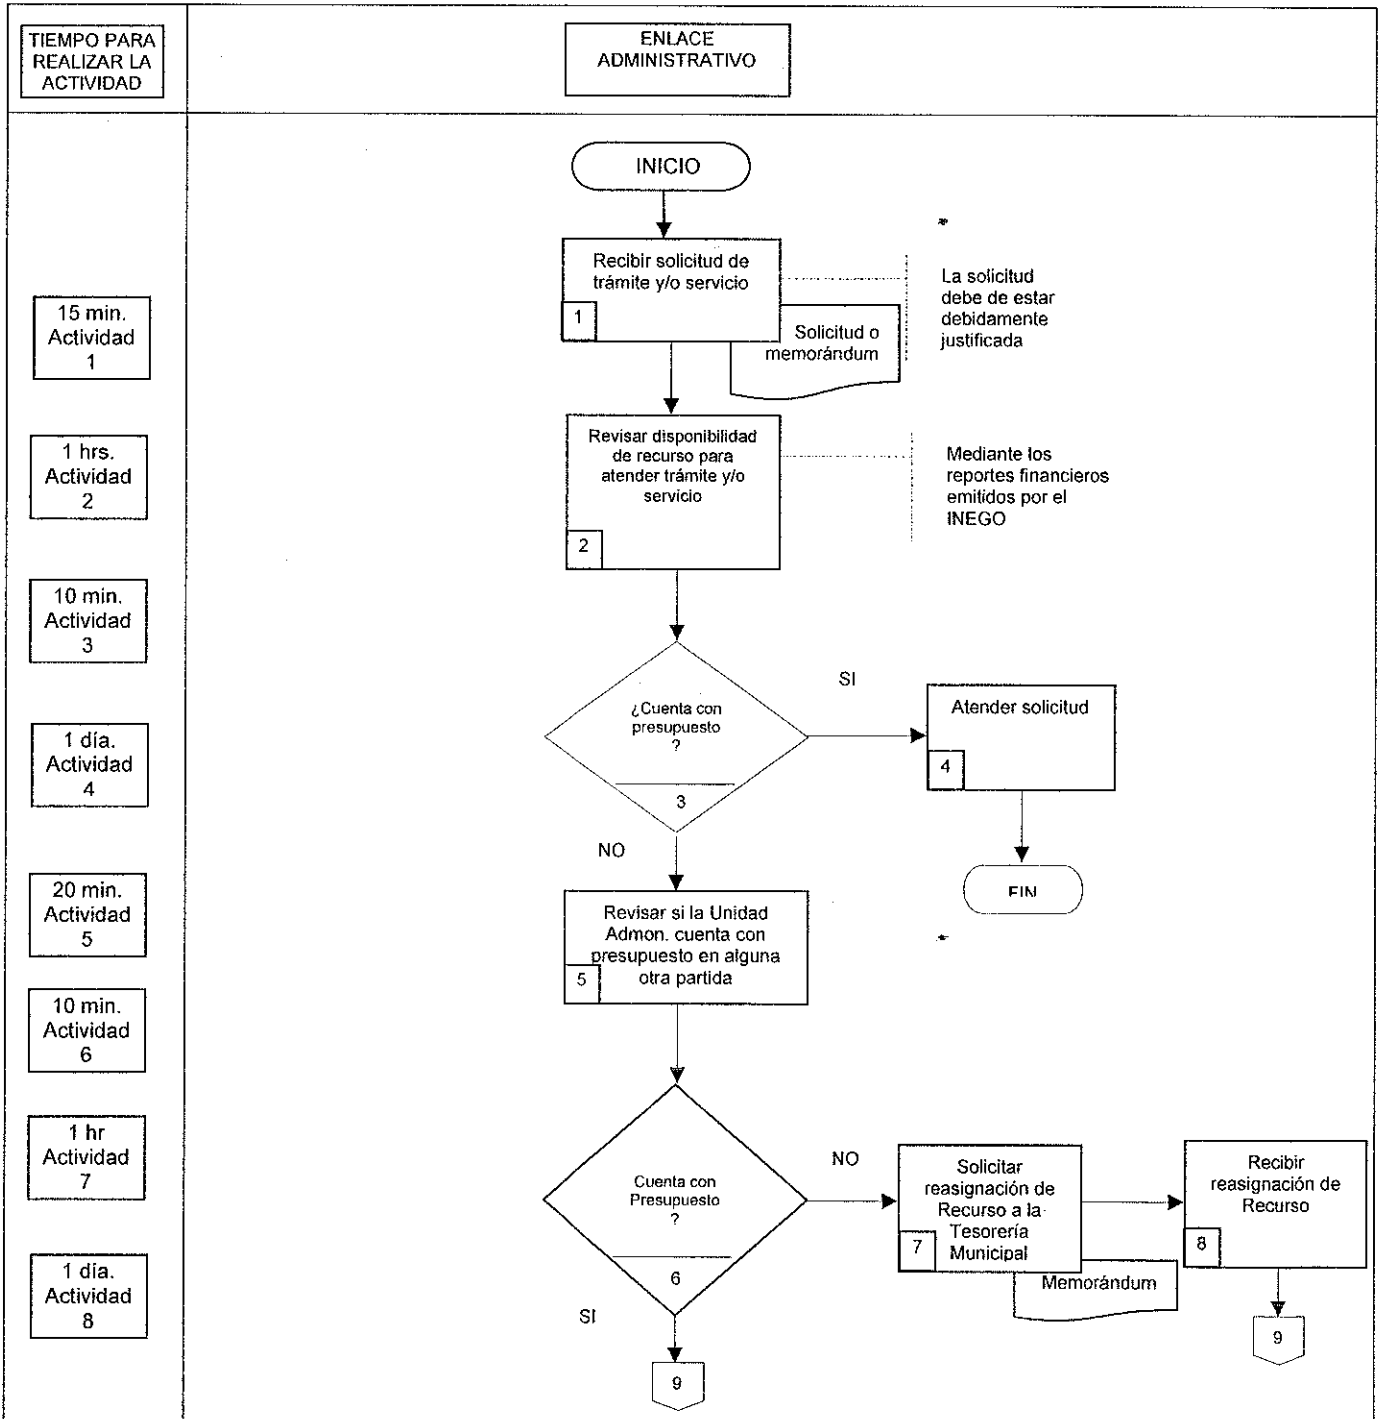 TIEMPO PARA
REALIZAR LA
ACTIVIDAD
ENLACE
ADMINISTRATIVO
INICIO
Recibir solicitud de
trámite y/o servicio
1
Solicitud o
memorándum
La solicitud
debe de estar
debidamente
justificada
15 min.
Actividad
1
Revisar disponibilidad
de recurso para
atender trámite y/o
servicio
2
Mediante los
reportes financieros
emitidos por el
INEGO
1 hrs.
Actividad
2
10 min.
Actividad
3
¿Cuenta con
presupuesto
?
3
SI
Atender solicitud
4
1 día.
Actividad
4
NO
FIN
20 min.
Actividad
5
Revisar si la Unidad
Admon. cuenta con
presupuesto en alguna
otra partida
5
10 min.
Actividad
6
Cuenta con
Presupuesto
?
6
NO
Solicitar
reasignación de
Recurso a la
Tesorería
Municipal
7
Memorándum
Recibir
reasignación de
Recurso
8
1 hr
Actividad
7
1 día.
Actividad
8
SI
9
9